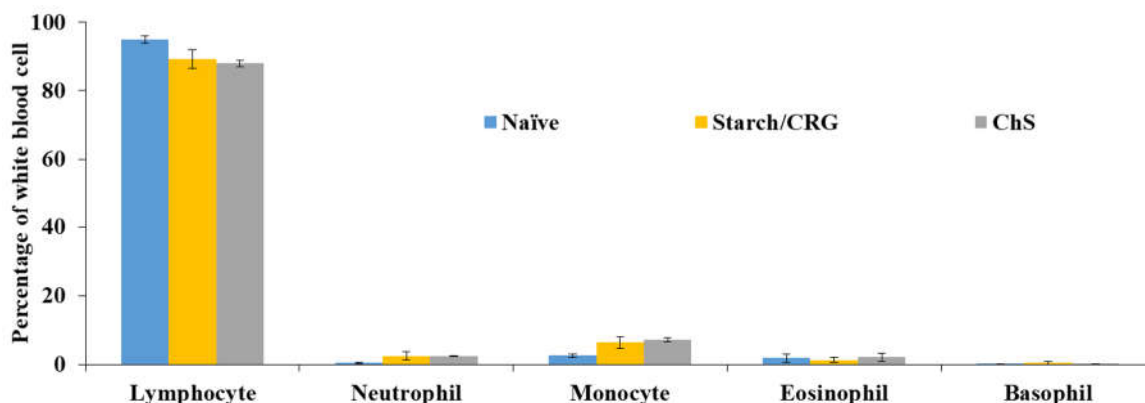 Percentage of white blood cell
100
80
60
40
20
0
Naïve Starch/CRG ChS
Lymphocyte Neutrophil Monocyte Eosinophil Basophil